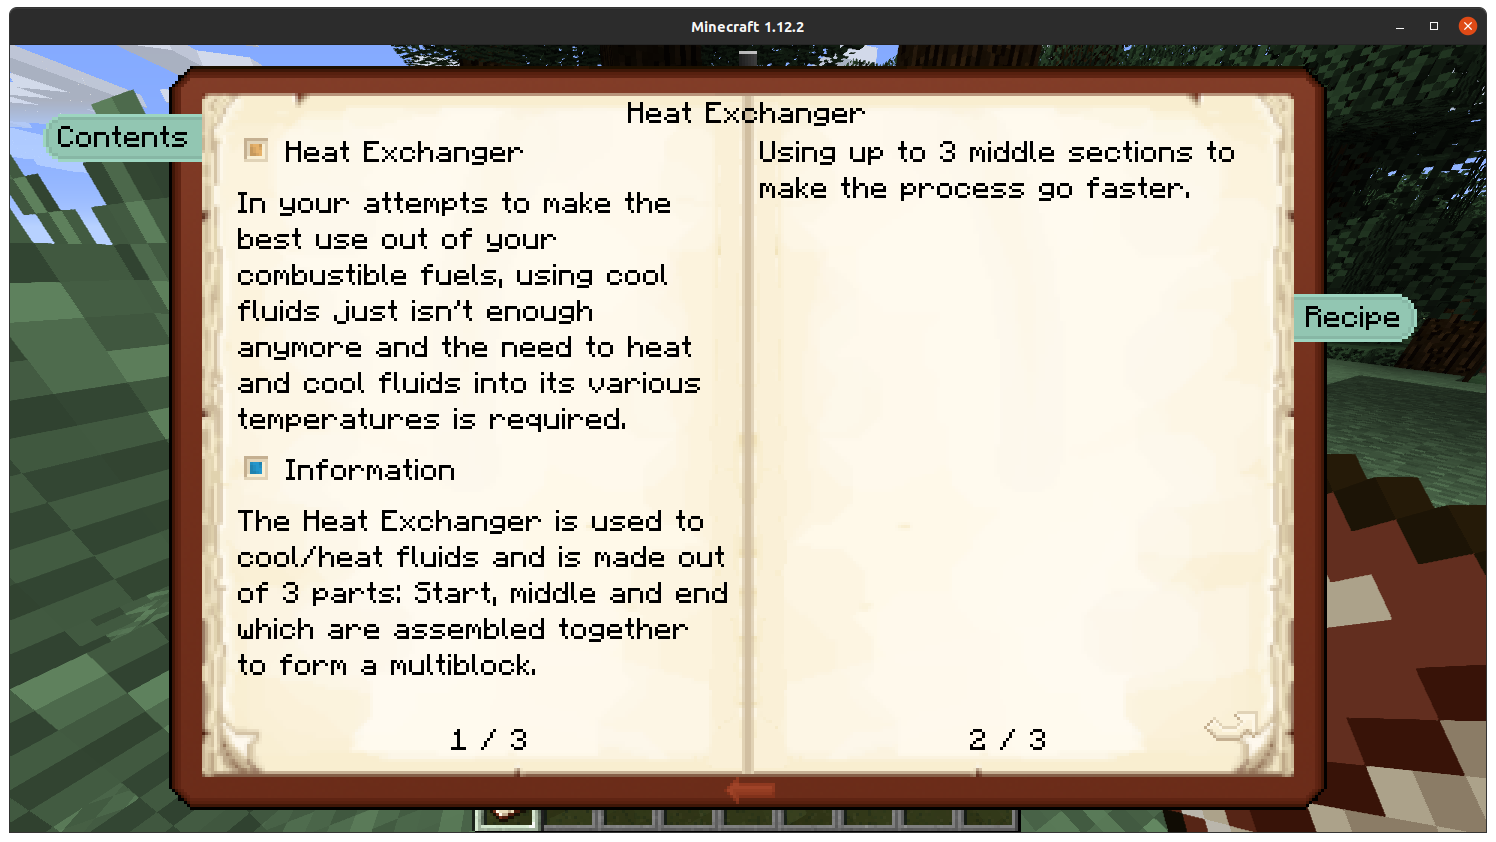 Minecraft 1.12.2
Heat Exchanger
Contents
Heat Exchanger
In your attempts to make the
best use out of your
combustible fuels, using cool
fluids just isn't enough
anymore and the need to heat
and cool fluids into its various
temperatures is required.
Information
The Heat Exchanger is used to
cool/heat fluids and is made out
of 3 parts: Start, middle and end
which are assembled together
to form a multiblock.
1 / 3
Using up to 3 middle sections to
make the process go faster.
Recipe
2 / 3